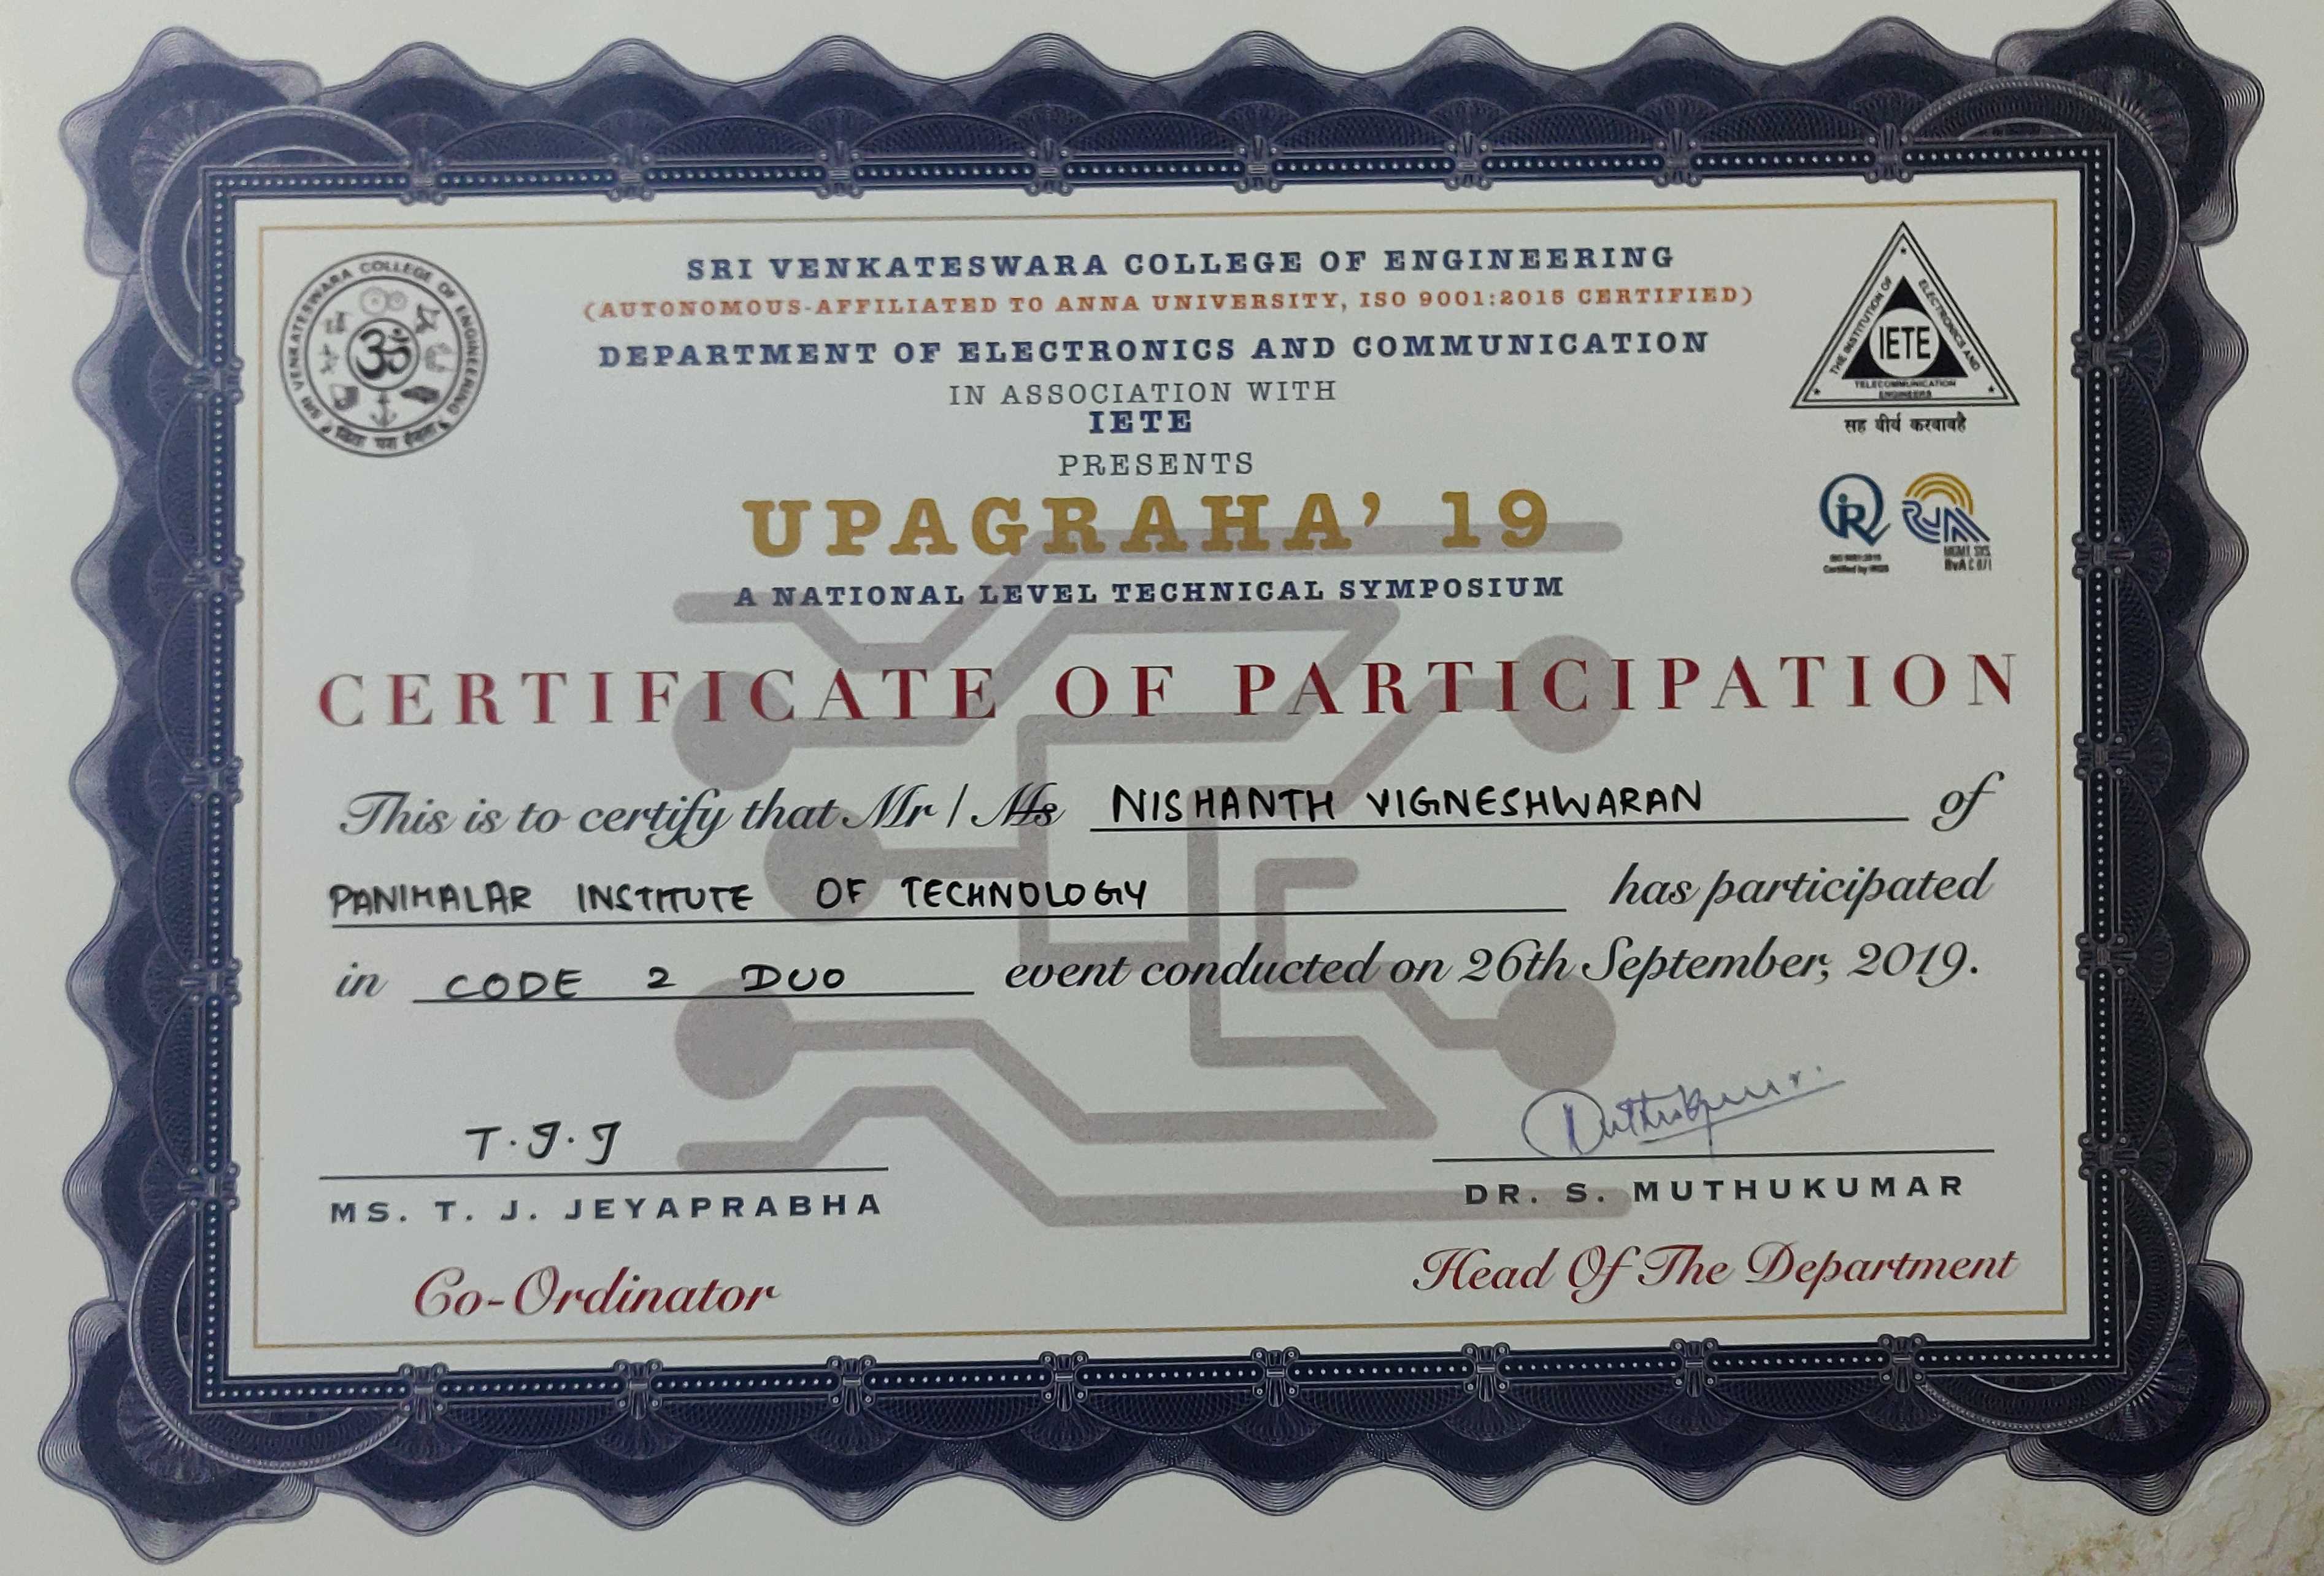 SRI VENKATESWARA COLLEGE OF ENGINEERING
(AUTONOMOUS-AFFILIATED TO ANNA UNIVERSITY, ISO 9001:2015 CERTIFIED)
DEPARTMENT OF ELECTRONICS AND COMMUNICATION
IN ASSOCIATION WITH
IETE
PRESENTS
UPAGRAHA' 19
A NATIONAL LEVEL TECHNICAL SYMPOSIUM
SRI VENKATESWARA COLLEGE OF ENGINEERING
ॐ
THE INSTITUTION OF ELECTRONICS AND
IETE
TELECOMMUNICATION
ENGINEERS
सह वीर्य करवावहै
iR
ISO 9001:2015
Certified by IRQS
RvA
MGMT. SYS.
RvA C 071
CERTIFICATE OF PARTICIPATION
This is to certify that Mr / Ms NISHANTH VIGNESHWARAN of
PANIMALAR INSTITUTE OF TECHNOLOGY has participated
in CODE 2 DUO event conducted on 26th September, 2019.
T.J.J
Muthukumar.
MS. T. J. JEYAPRABHA
DR. S. MUTHUKUMAR
Co-Ordinator
Head Of The Department